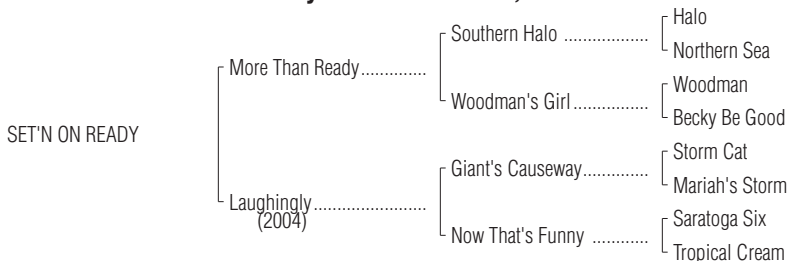 Halo
Southern Halo ..................
Northern Sea
More Than Ready..............
Woodman
Woodman's Girl................
Becky Be Good
SET'N ON READY
Storm Cat
Giant's Causeway..............
Mariah's Storm
Laughingly........................
(2004)
Saratoga Six
Now That's Funny ............
Tropical Cream